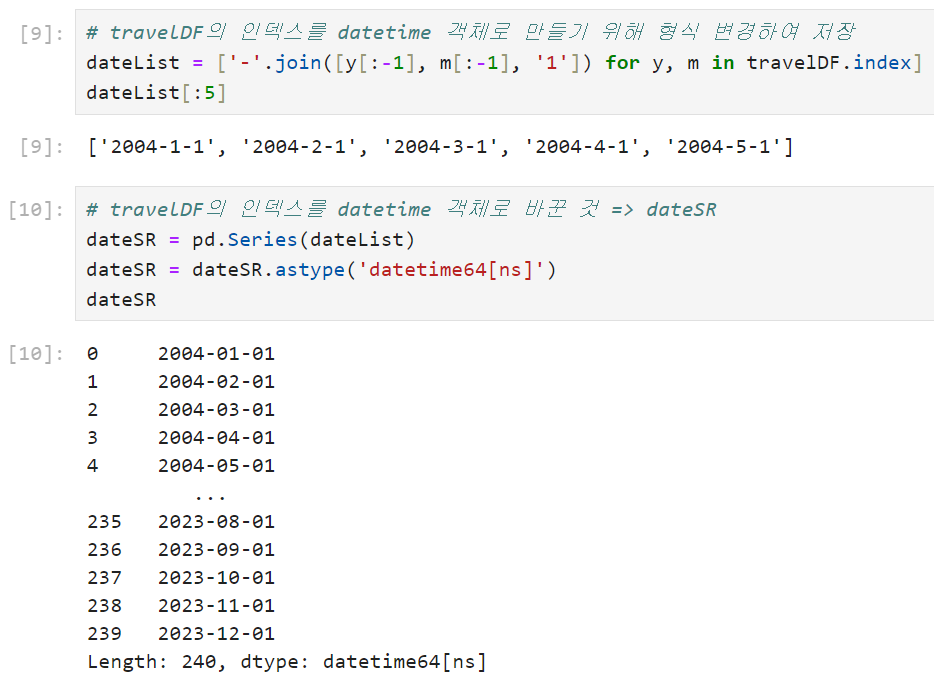 [9]: # travelDF의 인덱스를 datetime 객체로 만들기 위해 형식 변경하여 저장
dateList = ['-'.join([y[:-1], m[:-1], '1']) for y, m in travelDF.index]
dateList[:5]
[9]: ['2004-1-1', '2004-2-1', '2004-3-1', '2004-4-1', '2004-5-1']
[10]: # travelDF의 인덱스를 datetime 객체로 바꾼 것 => dateSR
dateSR = pd.Series(dateList)
dateSR = dateSR.astype('datetime64[ns]')
dateSR
[10]: 0 2004-01-01
1 2004-02-01
2 2004-03-01
3 2004-04-01
4 2004-05-01
...
235 2023-08-01
236 2023-09-01
237 2023-10-01
238 2023-11-01
239 2023-12-01
Length: 240, dtype: datetime64[ns]